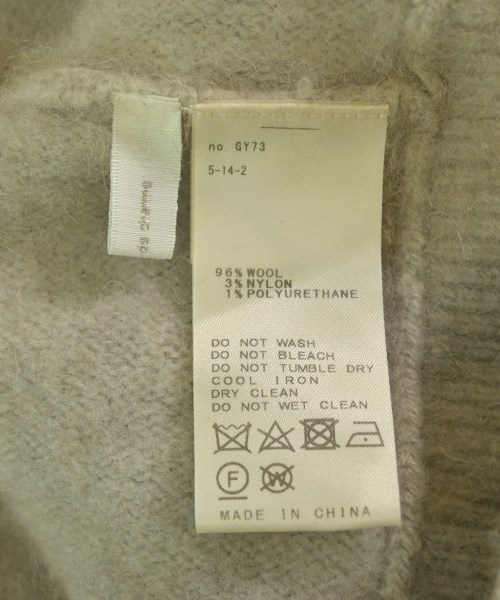 no. GY73
5-14-2
96% WOOL
3% NYLON
1% POLYURETHANE
DO NOT WASH
DO NOT BLEACH
DO NOT TUMBLE DRY
COOL IRON
DRY CLEAN
DO NOT WET CLEAN
F W
MADE IN CHINA